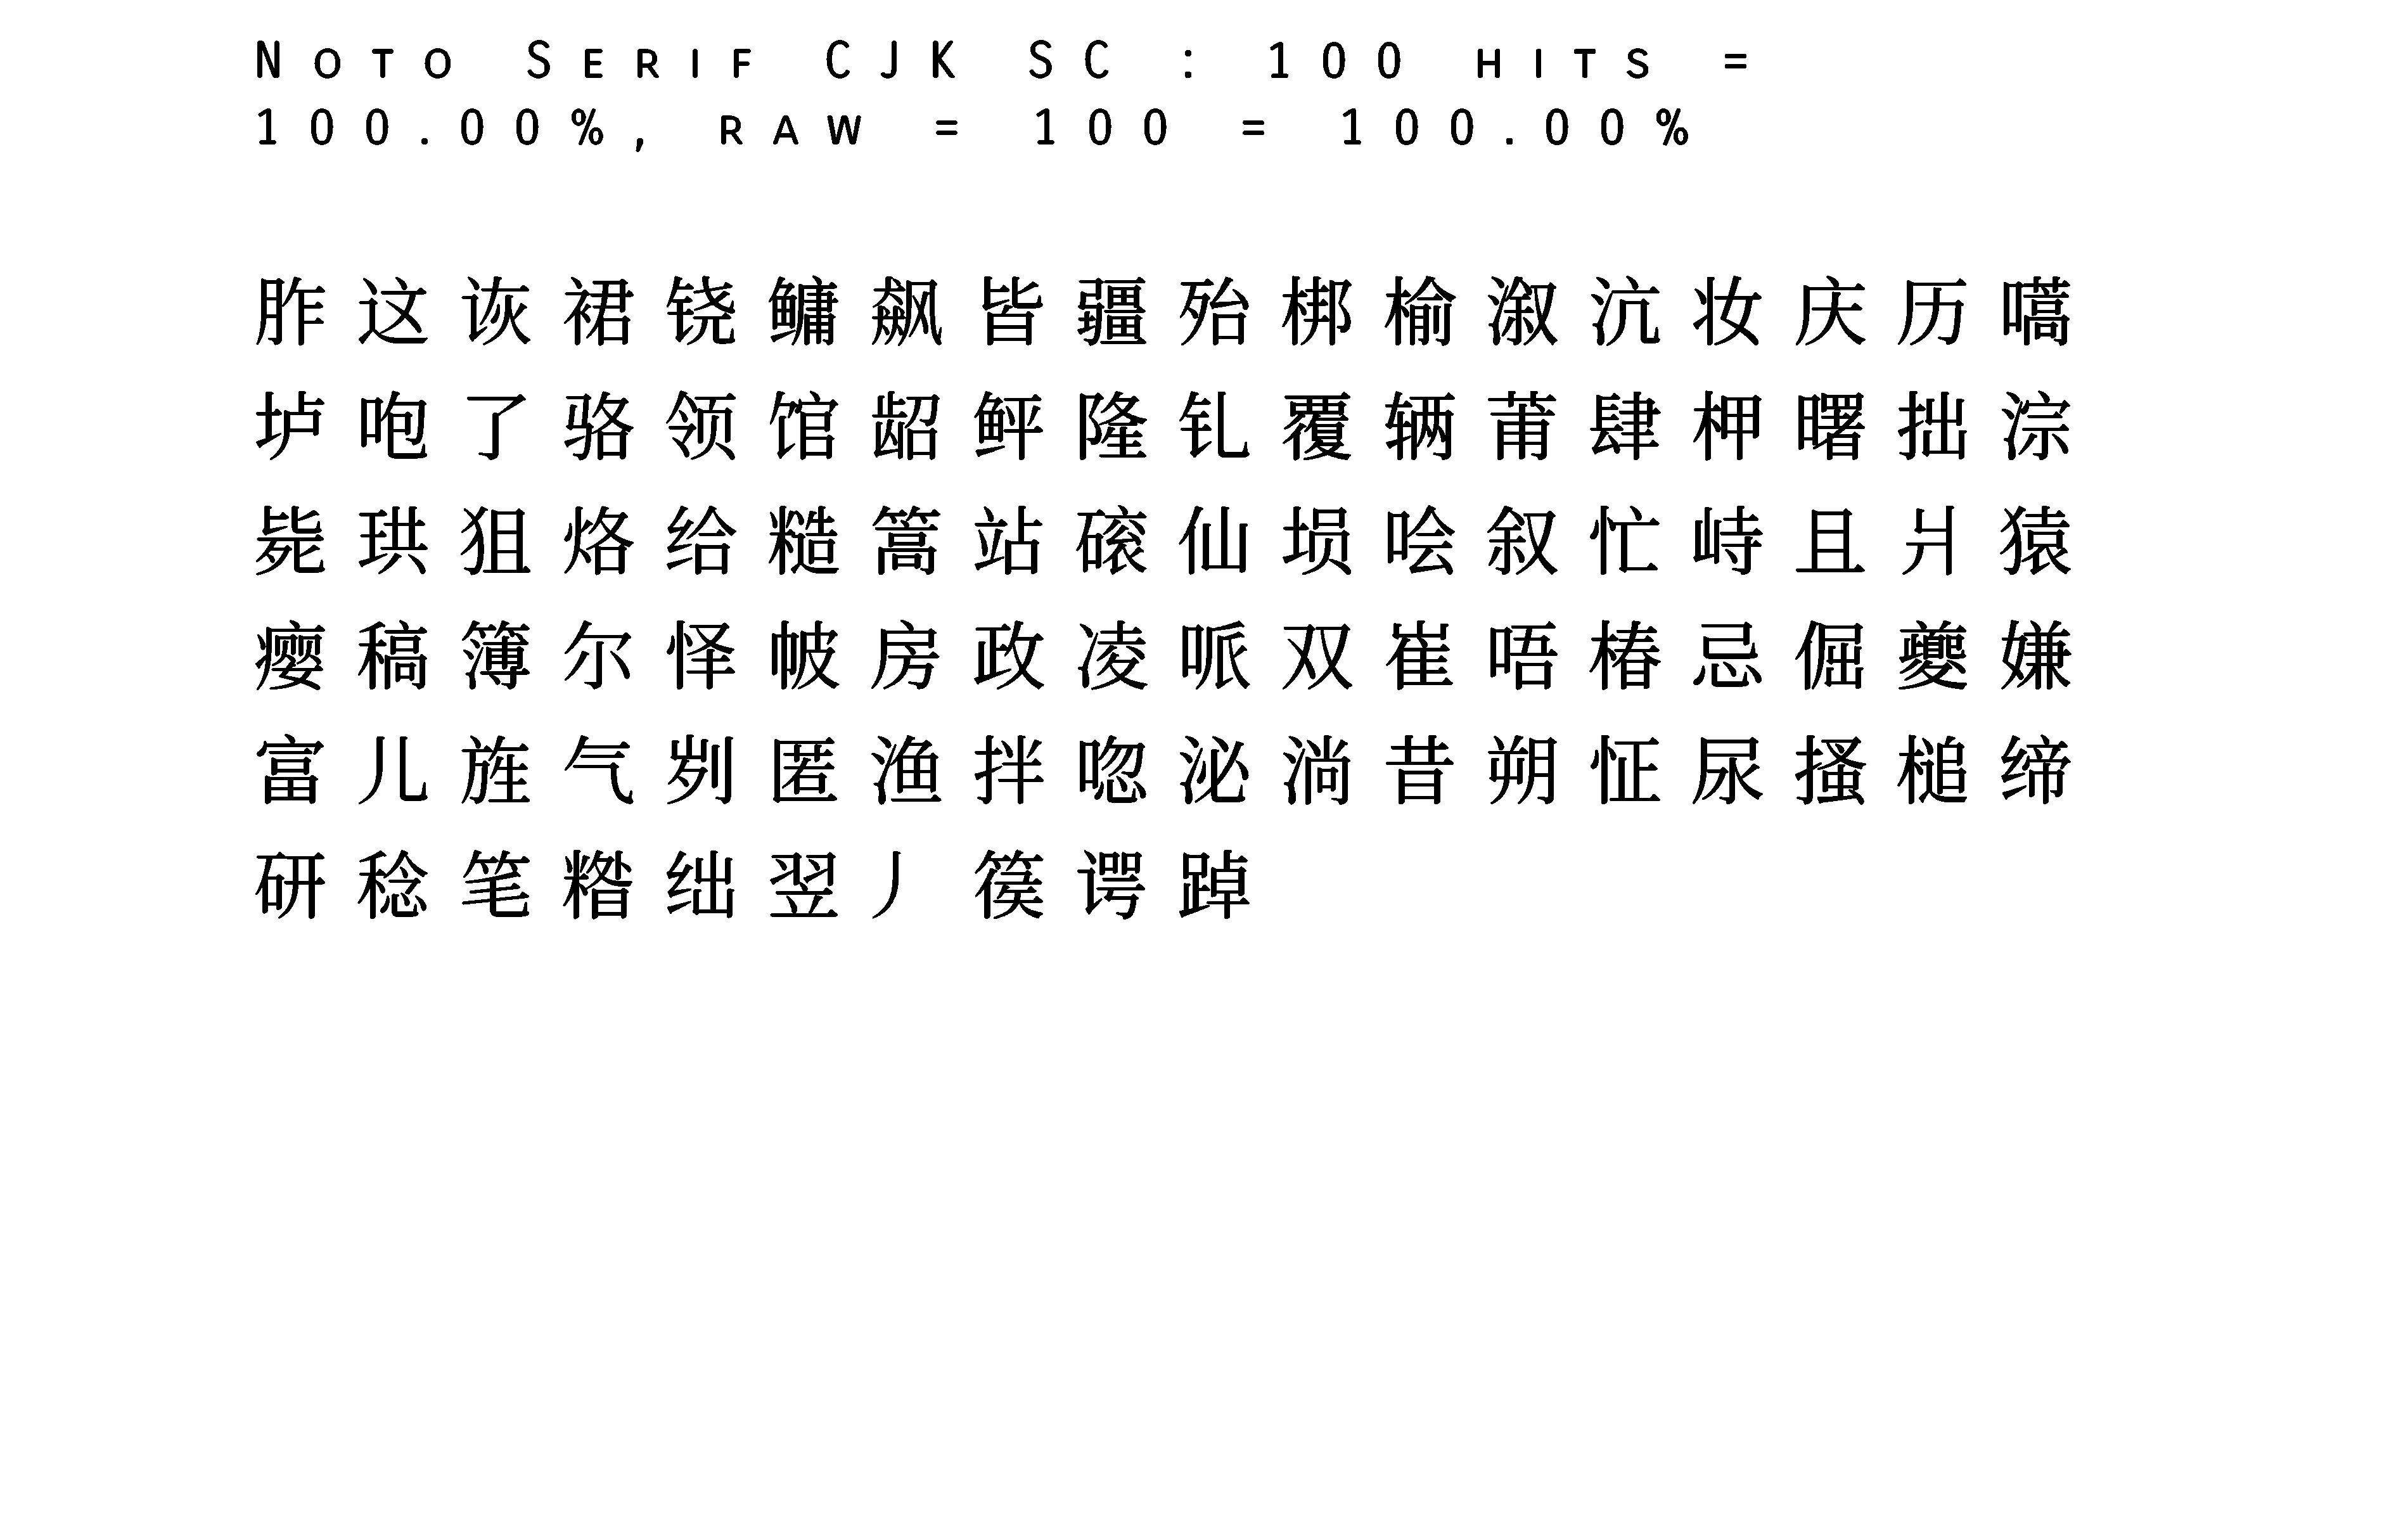 Noto Serif CJK SC : 100 hits =
100.00%, raw = 100 = 100.00%
胙这诙裙铙鳙飙皆疆殆梆榆溆沆妆庆历嚆
垆咆了骆领馆龆鲆隆钆覆辆莆肆柙曙拙淙
毙珙狙烙给糙篙站磙仙埙哙叙忙峙且爿猿
瘿稿簿尔怿帔房政凌哌双崔唔椿忌倔夔嫌
富儿旌气刿匿渔拌唿泌淌昔朔怔尿搔槌缔
研稔笔糌绌翌丿篌谔踔